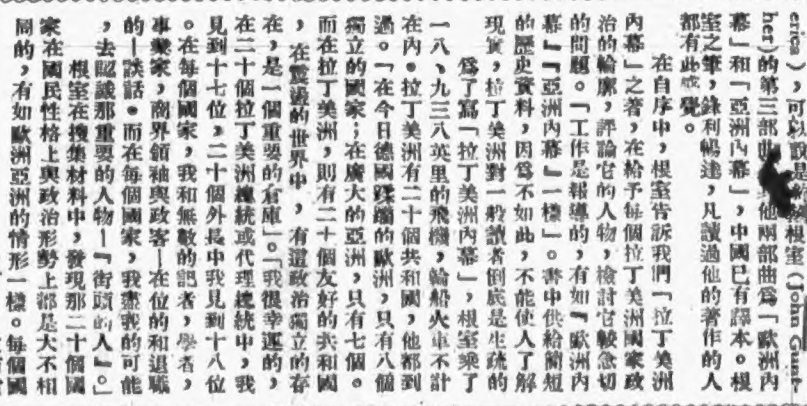 erica），可以說是約翰根室（John Gunt-
her）的第三部曲他兩部曲爲「歐洲內
幕」和「亞洲內幕」，中國已有譯本。根
室之筆，鋒利暢達，凡讀過他的著作的人
都有此感覺。
在自序中，根室告訴我們「拉丁美洲
內幕」之著，在給予每個拉丁美洲國家政
治的輪廓，評論它的人物，檢討它較急切
的問題。「工作是報導的，有如『歐洲內
幕』『亞洲內幕』一樣」。書中供給簡短
的歷史資料，因爲不如此，不能使人了解
現實，拉丁美洲對一般讀者倒底是生疏的
爲了寫「拉丁美洲內幕」，根室乘了
一八、九三八英里的飛機，輪船火車不計
在內。拉丁美洲有二十個共和國，他都到
過。「在今日德國蹂躪的歐洲，只有八個
獨立的國家；在廣大的亞洲，只有七個。
而在拉丁美洲，則有二十個友好的共和國
，在震盪的世界中，有這政治獨立的存
在，是一個重要的倉庫」。「我很幸運的，
在二十個拉丁美洲總統或代理總統中，我
見到十七位，二十個外長中我見到十八位
。在每個國家，我和無數的記者，學者，
事業家，商界領袖與政客—在位的和退職
的—談話。而在每個國家，我盡我的可能
，去認識那重要的人物—『街頭的人』。」
根室在搜集材料中，發現那二十個國
家在國民性格上與政治形勢上都是大不相
同的，有如歐洲亞洲的情形一樣。每個國